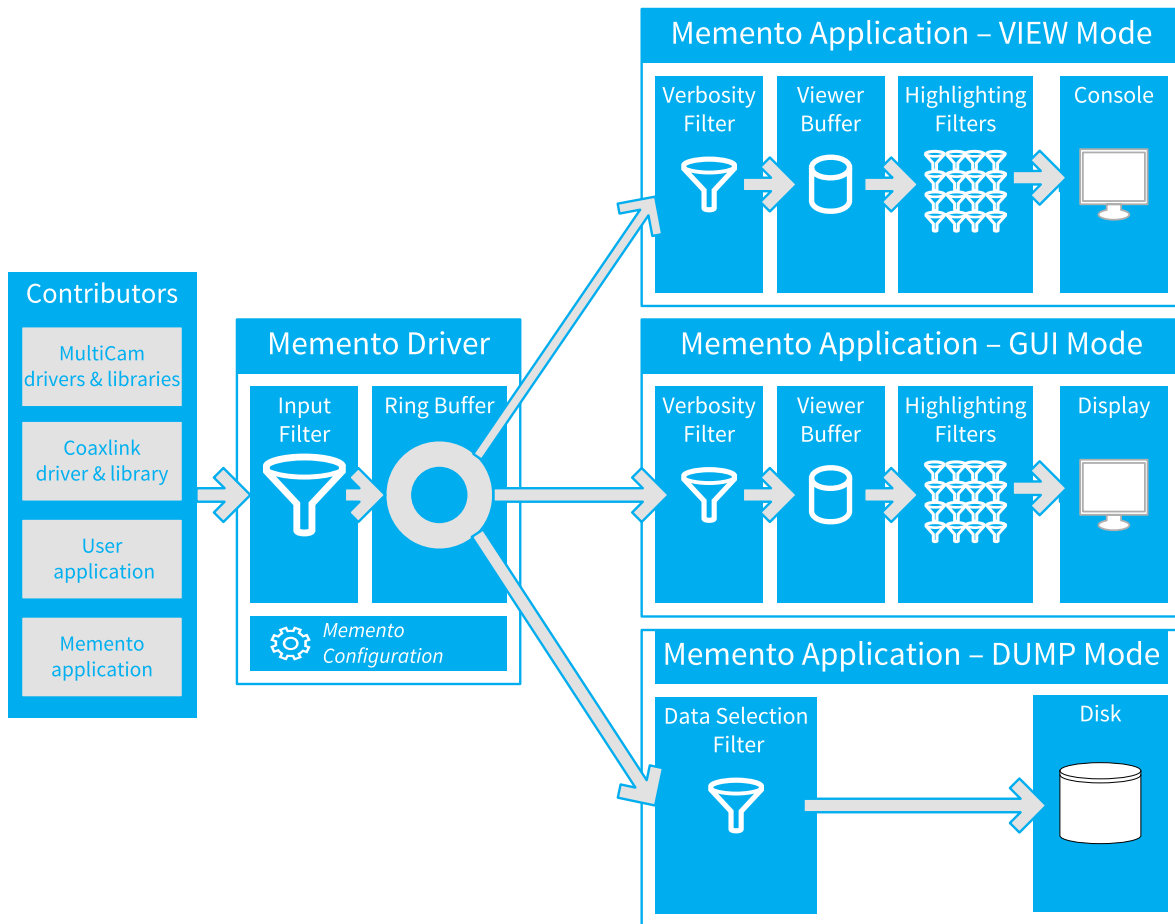 Contributors
MultiCam
drivers & libraries
Coaxlink
driver & library
User
application
Memento
application
Memento Driver
Input
Filter
Ring Buffer
Memento
Configuration
Memento Application – VIEW Mode
Verbosity
Filter
Viewer
Buffer
Highlighting
Filters
Console
Memento Application – GUI Mode
Verbosity
Filter
Viewer
Buffer
Highlighting
Filters
Display
Memento Application – DUMP Mode
Data Selection
Filter
Disk